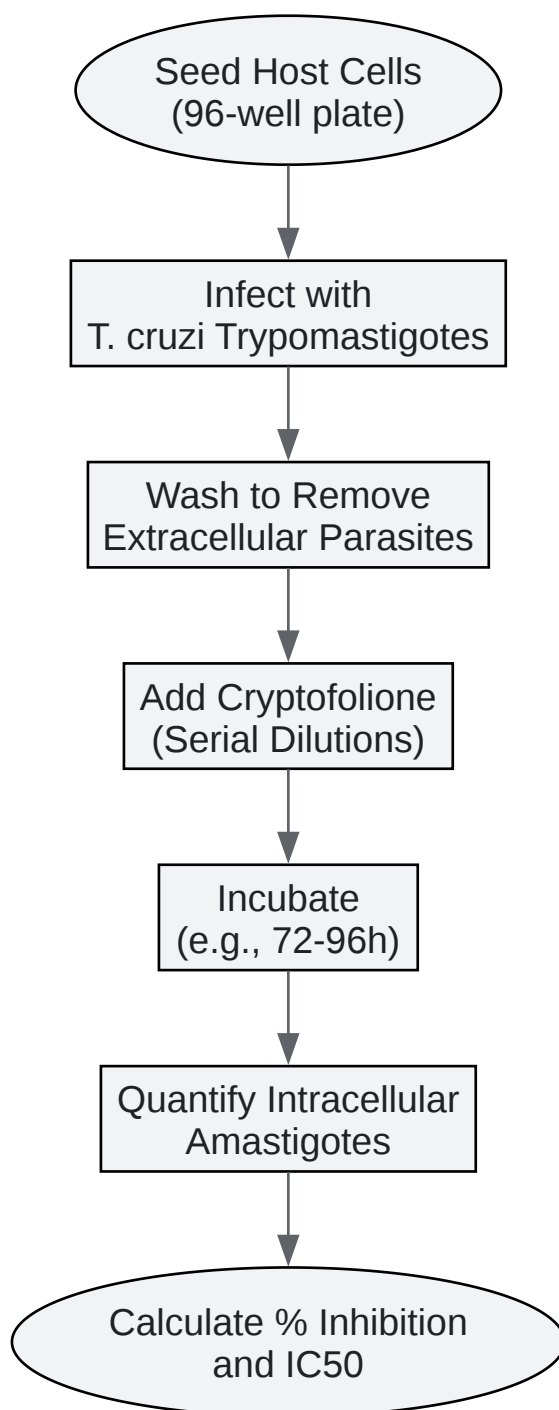 Seed Host Cells
(96-well plate)
Infect with
T. cruzi Trypomastigotes
Wash to Remove
Extracellular Parasites
Add Cryptofolione
(Serial Dilutions)
Incubate
(e.g., 72-96h)
Quantify Intracellular
Amastigotes
Calculate % Inhibition
and IC50